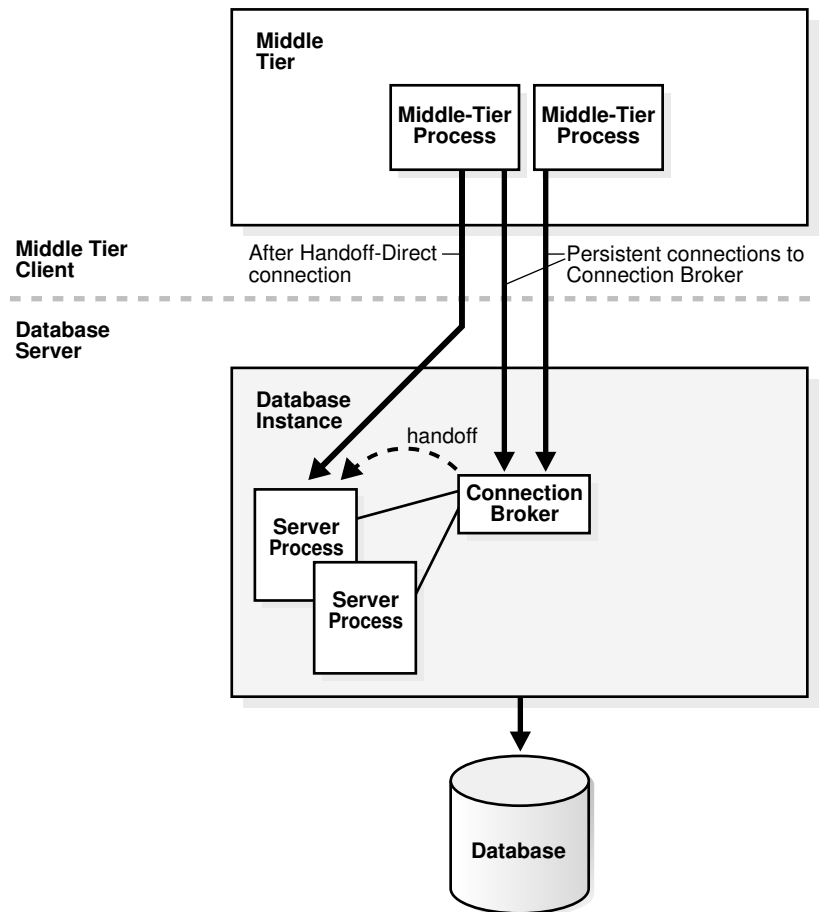 Middle
Tier
Middle-Tier
Process
Middle-Tier
Process
Middle Tier
Client
After Handoff-Direct
connection
Persistent connections to
Connection Broker
Database
Server
Database
Instance
handoff
Connection
Broker
Server
Process
Server
Process
Database